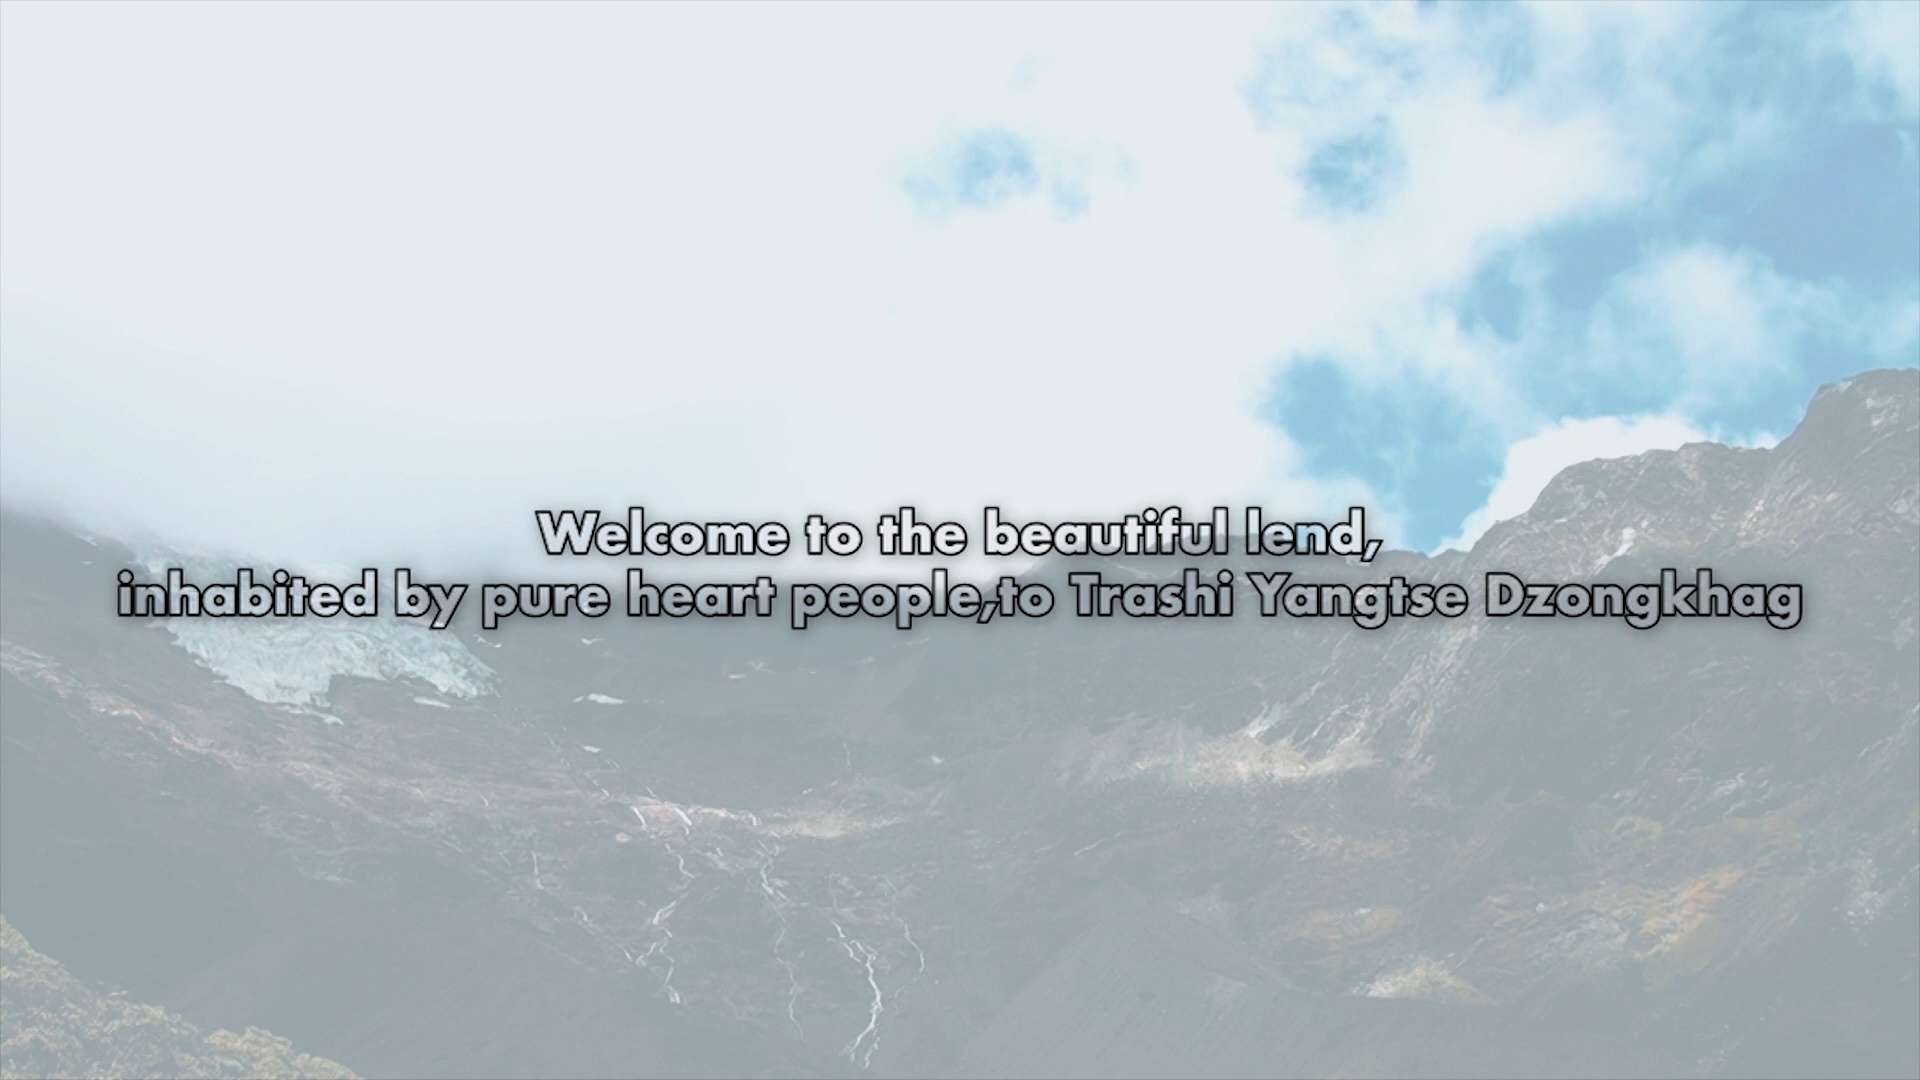 Welcome to the beautiful lend,
inhabited by pure heart people,to Trashi Yangtse Dzongkhag